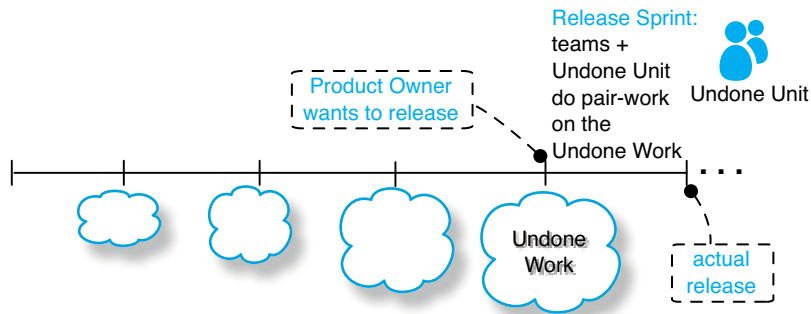 Release Sprint:
teams +
Undone Unit
do pair-work
on the
Undone Work
Undone Unit
Product Owner
wants to release
...
Undone
Work
actual
release